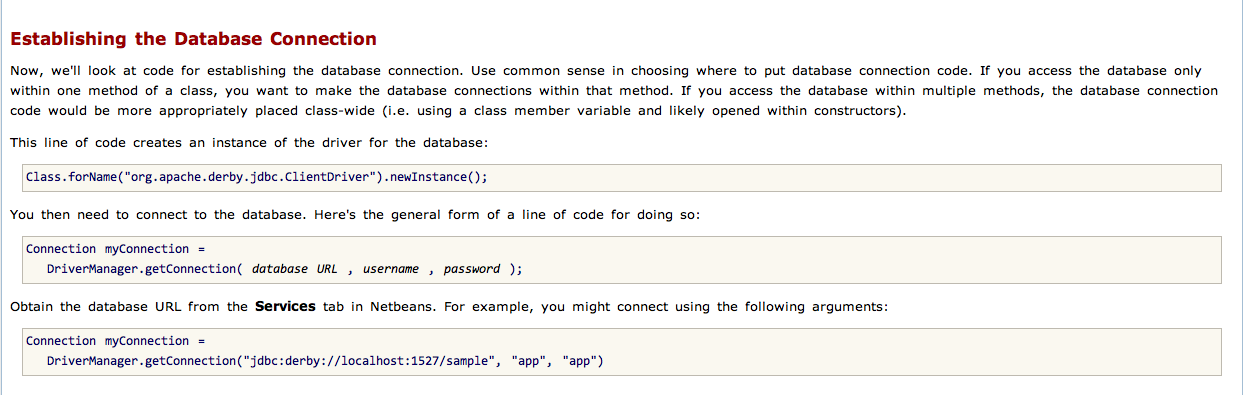 Establishing the Database Connection
Now, we'll look at code for establishing the database connection. Use common sense in choosing where to put database connection code. If you access the database only
within one method of a class, you want to make the database connections within that method. If you access the database within multiple methods, the database connection
code would be more appropriately placed class-wide (i.e. using a class member variable and likely opened within constructors).
This line of code creates an instance of the driver for the database:
Class.forName("org.apache.derby.jdbc.ClientDriver").newInstance();
You then need to connect to the database. Here's the general form of a line of code for doing so:
Connection myConnection =
DriverManager.getConnection( database URL , username , password );
Obtain the database URL from the Services tab in Netbeans. For example, you might connect using the following arguments:
Connection myConnection =
DriverManager.getConnection("jdbc:derby://localhost:1527/sample", "app", "app")